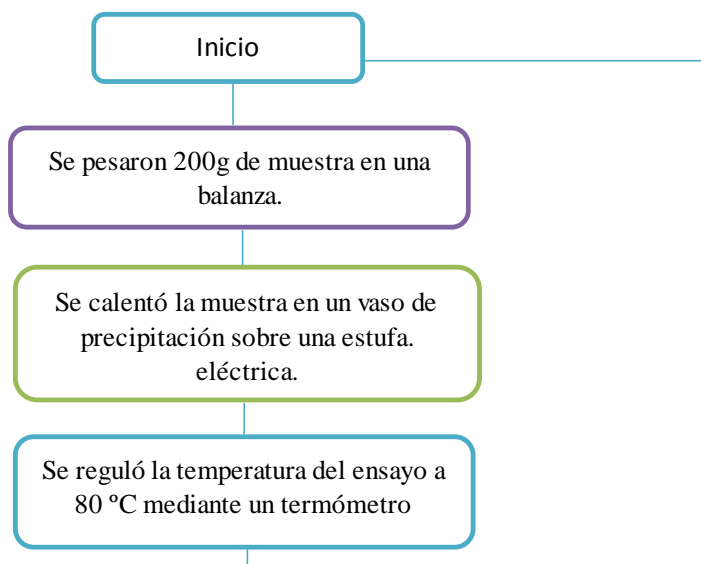 Inicio
Se pesaron 200g de muestra en una
balanza.
Se calentó la muestra en un vaso de
precipitación sobre una estufa.
eléctrica.
Se reguló la temperatura del ensayo a
80 ºC mediante un termómetro